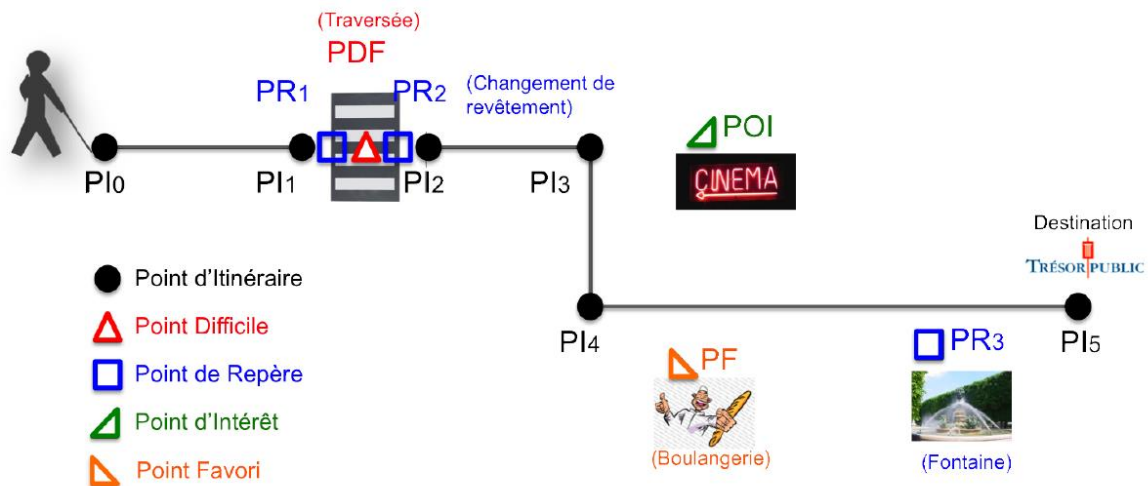 (Traversée)
PDF
PR1
PR2
(Changement de
revêtement)
POI
CINEMA
PI0
PI1
PI2
PI3
Destination
TRÉSOR PUBLIC
Point d'Itinéraire
Point Difficile
Point de Repère
Point d'Intérêt
Point Favori
PI4
PF
(Boulangerie)
PR3
(Fontaine)
PI5